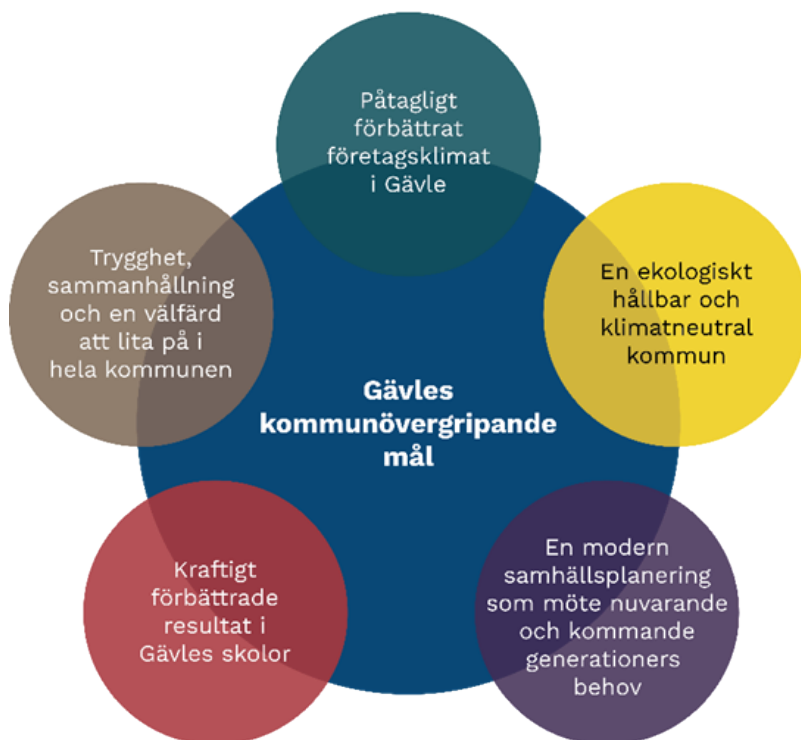 Påtagligt
förbättrat
företagsklimat
i Gävle
Trygghet,
sammanhållning
och en välfärd
att lita på i
hela kommunen
En ekologiskt
hållbar och
klimatneutral
kommun
Gävles
kommunövergripande
mål
Kraftigt
förbättrade
resultat i
Gävles skolor
En modern
samhällsplanering
som möte nuvarande
och kommande
generationers
behov